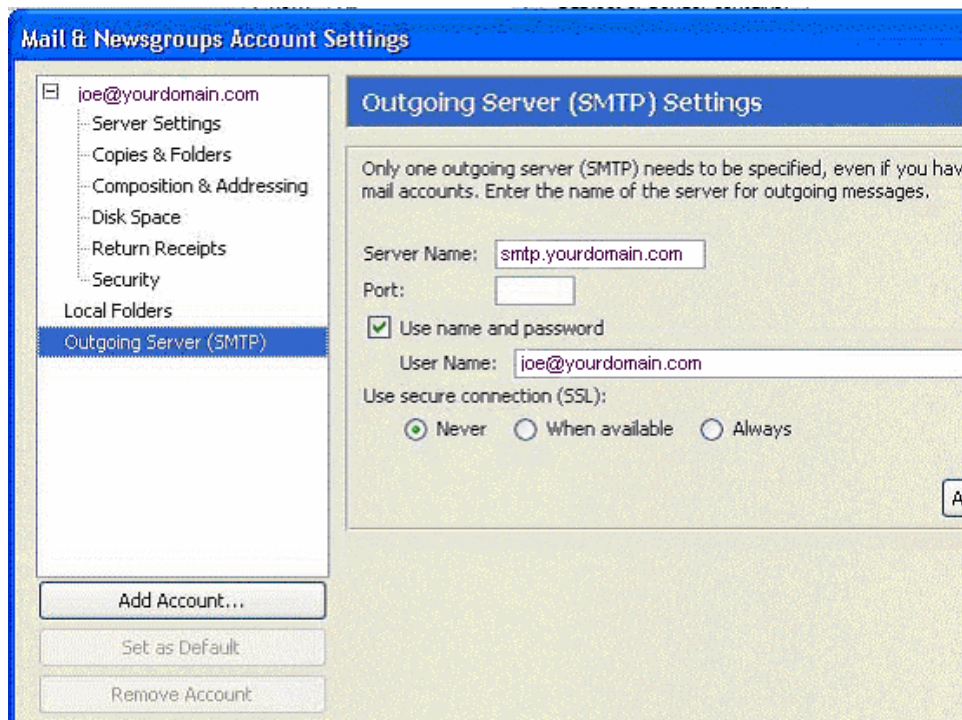 Mail & Newsgroups Account Settings
joe@yourdomain.com
Server Settings
Copies & Folders
Composition & Addressing
Disk Space
Return Receipts
Security
Local Folders
Outgoing Server (SMTP)
Add Account...
Set as Default
Remove Account
Outgoing Server (SMTP) Settings
Only one outgoing server (SMTP) needs to be specified, even if you hav
mail accounts. Enter the name of the server for outgoing messages.
Server Name: smtp.yourdomain.com
Port:
Use name and password
User Name: joe@yourdomain.com
Use secure connection (SSL):
Never When available Always
A